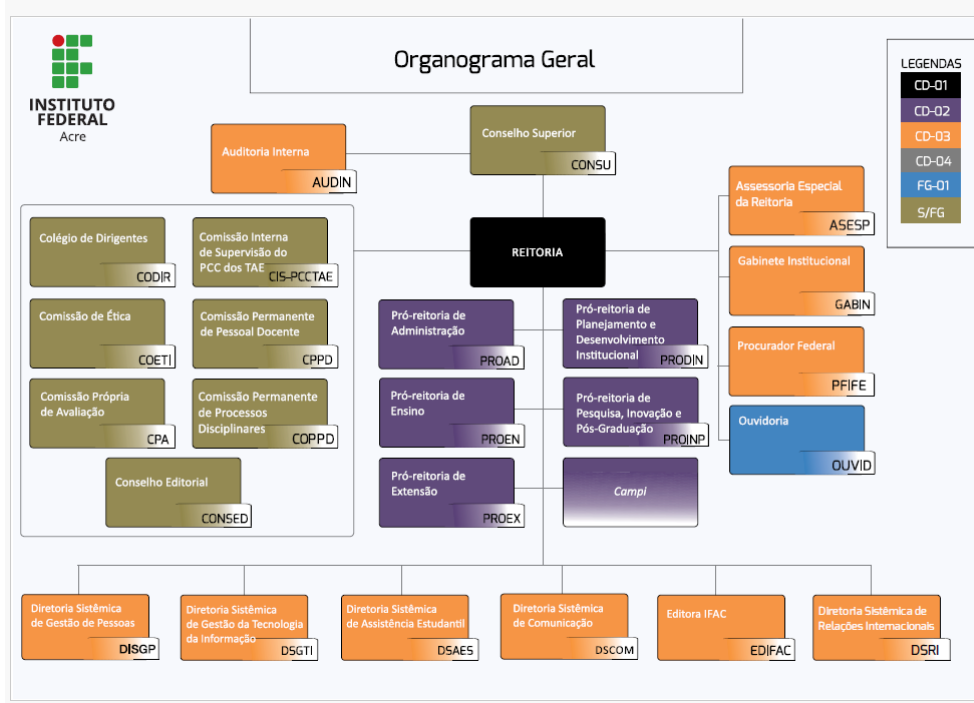 INSTITUTO
FEDERAL
Acre
Organograma Geral
LEGENDAS
CD-01
CD-02
CD-03
CD-04
FG-01
S/FG
Auditoria Interna
AUDIN
Conselho Superior
CONSU
REITORIA
Assessoria Especial
da Reitoria
ASESP
Gabinete Institucional
GABIN
Procurador Federal
PFIFE
Ouvidoria
OUVID
Colégio de Dirigentes
CODIR
Comissão Interna
de Supervisão do
PCC dos TAE
CIS-PCCTAE
Comissão de Ética
COETI
Comissão Permanente
de Pessoal Docente
CPPD
Comissão Própria
de Avaliação
CPA
Comissão Permanente
de Processos
Disciplinares
COPPD
Conselho Editorial
CONSED
Pró-reitoria de
Administração
PROAD
Pró-reitoria de
Planejamento e
Desenvolvimento
Institucional
PRODIN
Pró-reitoria de
Ensino
PROEN
Pró-reitoria de
Pesquisa, Inovação e
Pós-Graduação
PROINP
Pró-reitoria de
Extensão
PROEX
Campi
Diretoria Sistêmica
de Gestão de Pessoas
DISGP
Diretoria Sistêmica
de Gestão da Tecnologia
da Informação
DSGTI
Diretoria Sistêmica
de Assistência Estudantil
DSAES
Diretoria Sistêmica
de Comunicação
DSCOM
Editora IFAC
EDIFAC
Diretoria Sistêmica de
Relações Internacionais
DSRI